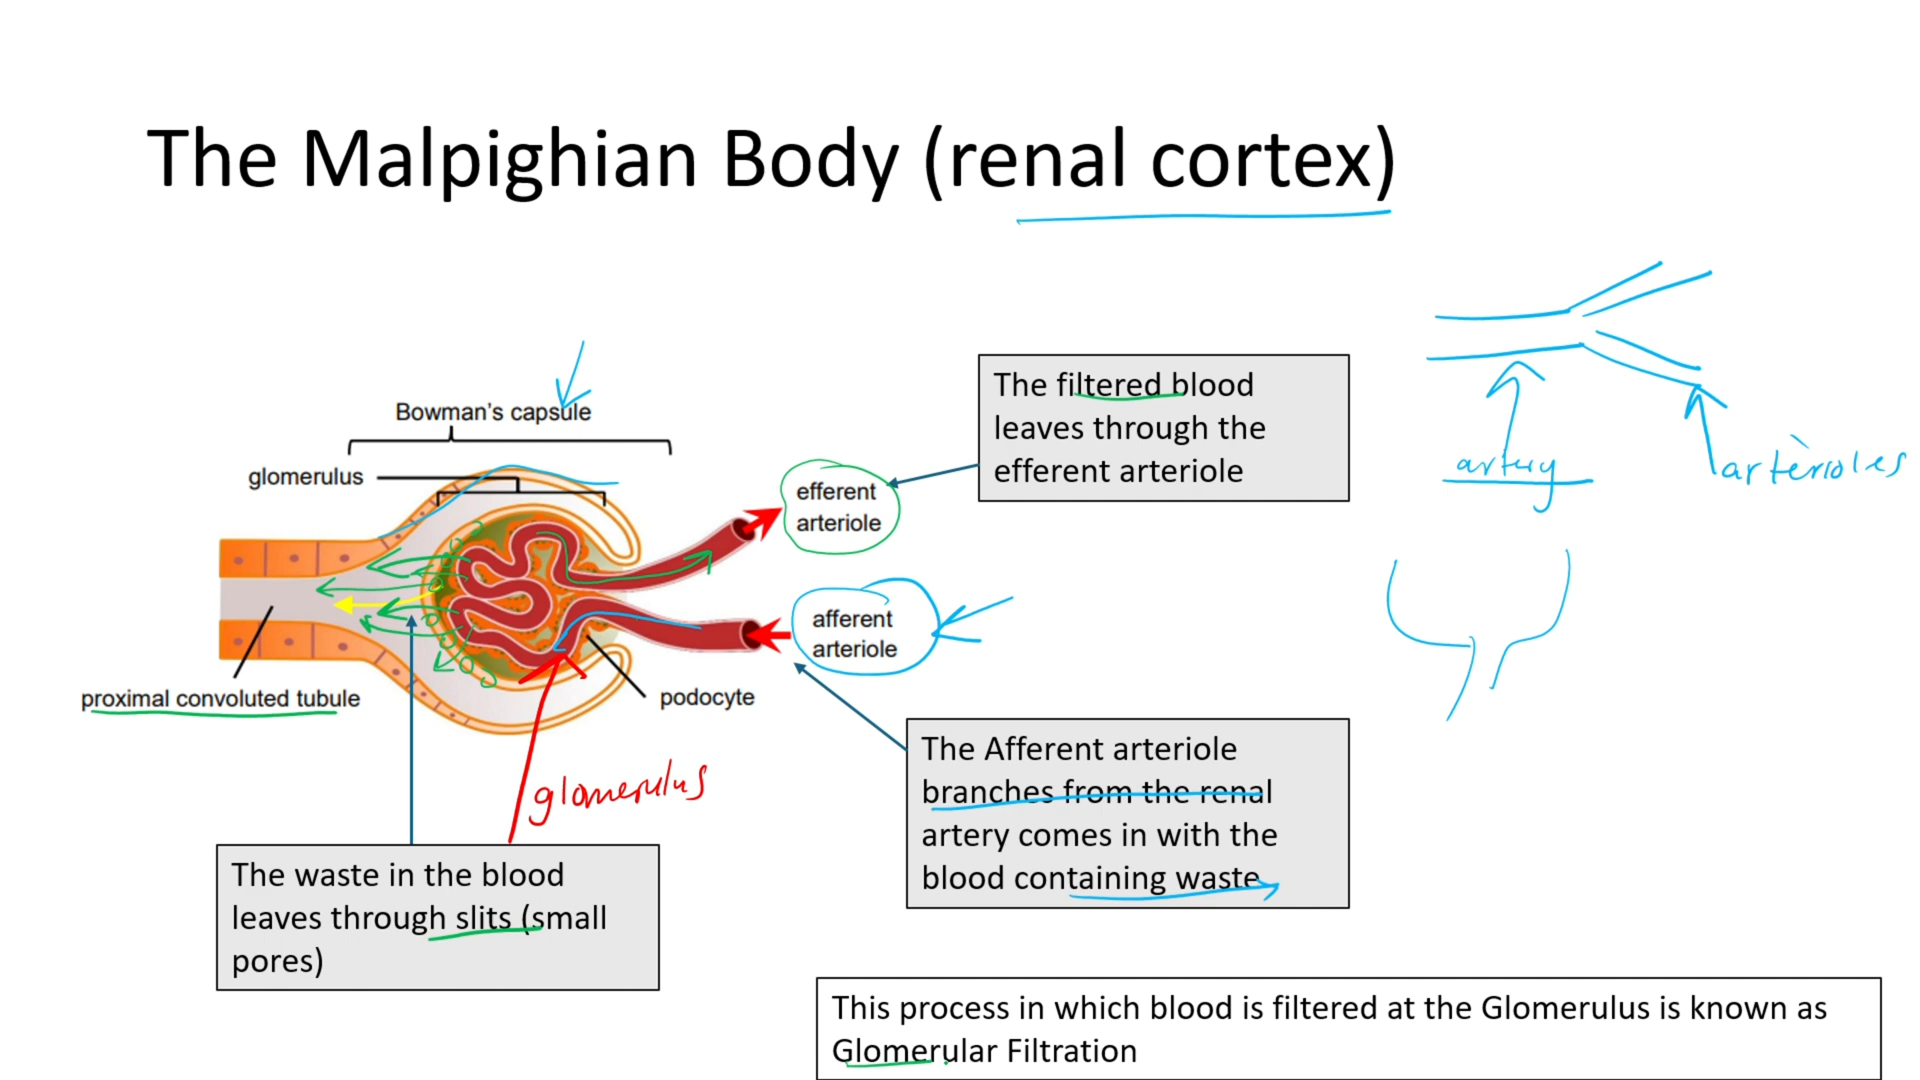 The Malpighian Body (renal cortex)
Bowman's capsule
glomerulus
efferent
arteriole
The filtered blood
leaves through the
efferent arteriole
artery
arterioles
afferent
arteriole
proximal convoluted tubule
podocyte
glomerulus
The Afferent arteriole
branches from the renal
artery comes in with the
blood containing waste
The waste in the blood
leaves through slits (small
pores)
This process in which blood is filtered at the Glomerulus is known as
Glomerular Filtration